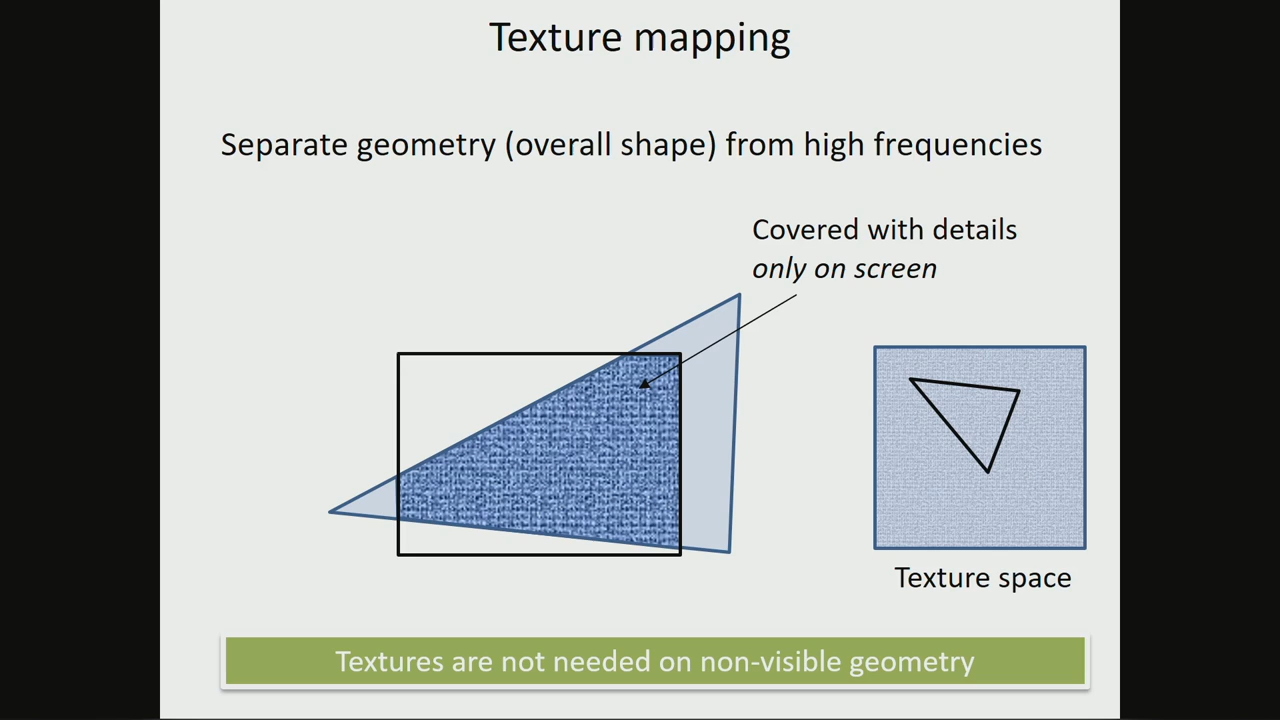 Texture mapping
Separate geometry (overall shape) from high frequencies
Covered with details
only on screen
Texture space
Textures are not needed on non-visible geometry